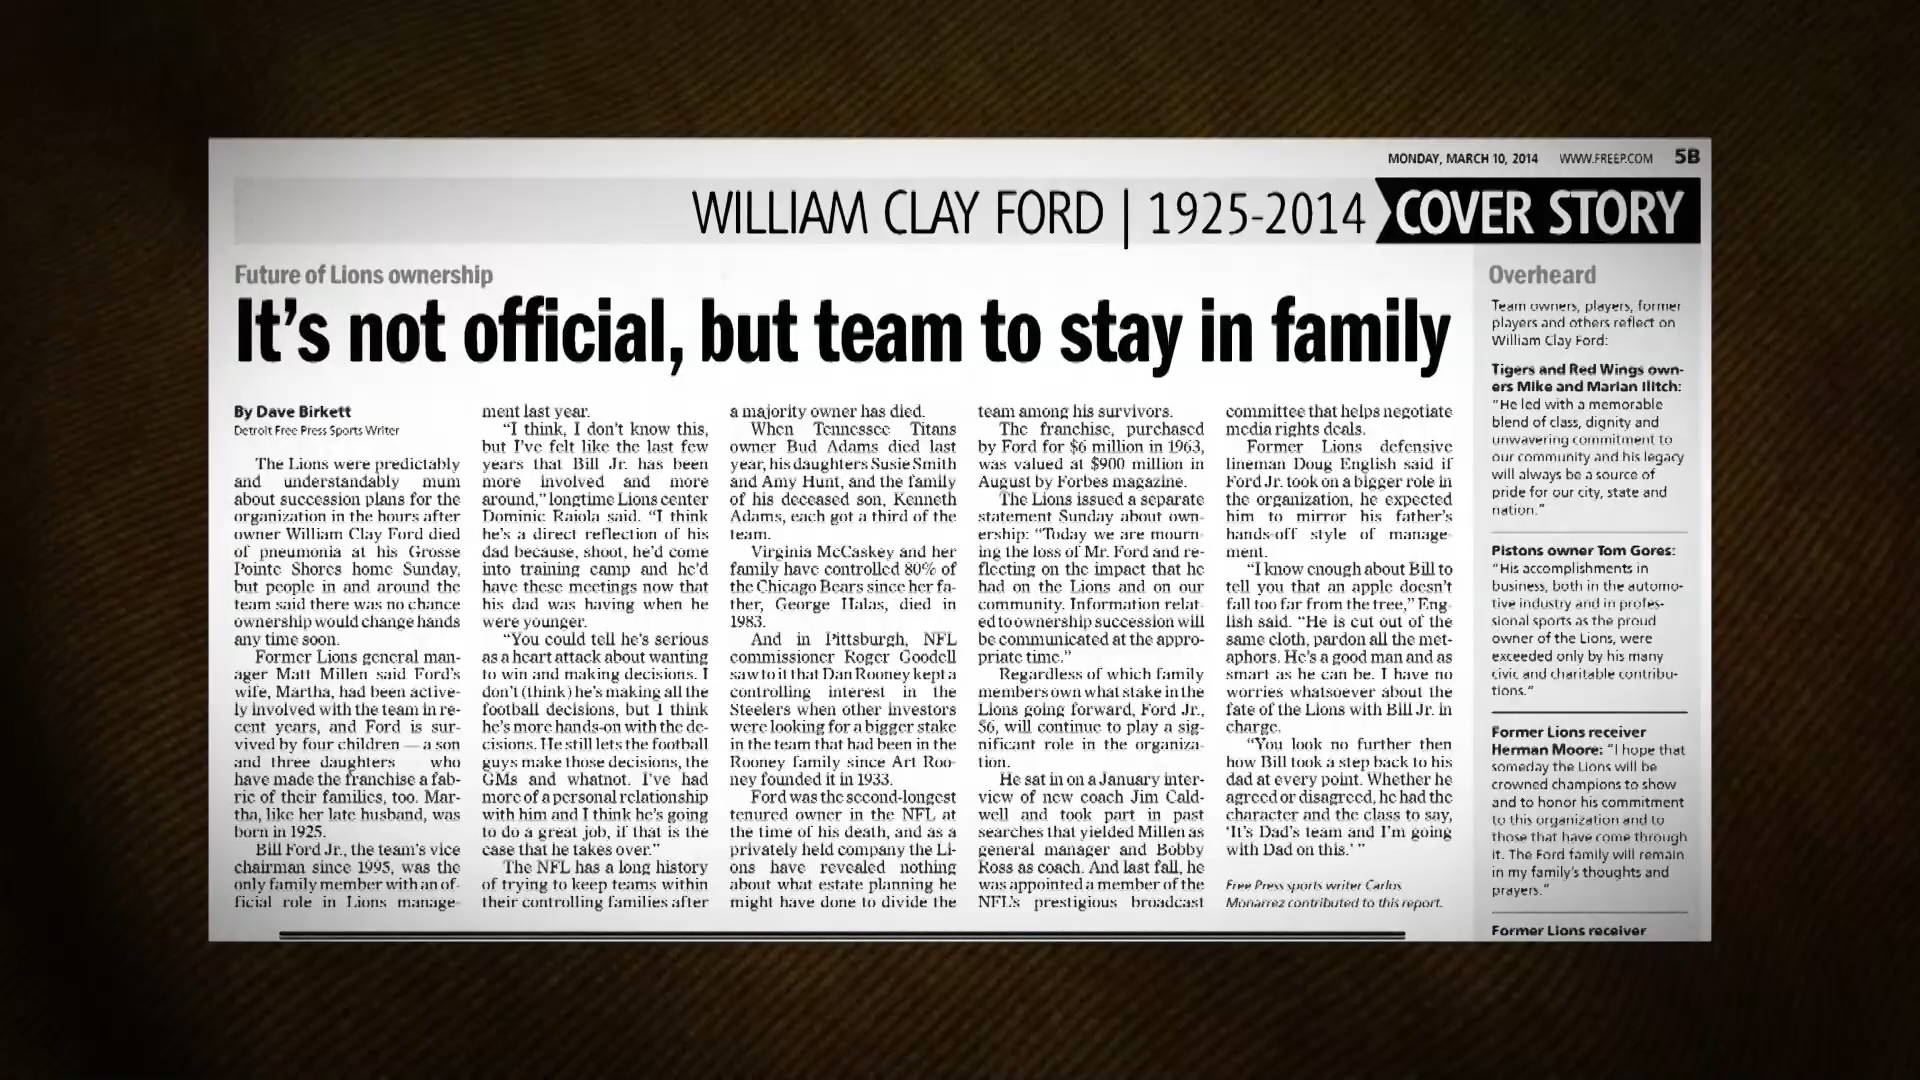 MONDAY, MARCH 10, 2014 WWW.FREEP.COM 5B
WILLIAM CLAY FORD | 1925-2014 COVER STORY
Future of Lions ownership
It's not official, but team to stay in family
By Dave Birkett
Detroit Free Press Sports Writer
The Lions were predictably
and understandably mum
about succession plans for the
organization in the hours after
owner William Clay Ford died
of pneumonia at his Grosse
Pointe Shores home Sunday,
but people in and around the
team said there was no chance
ownership would change hands
any time soon.
Former Lions general man-
ager Matt Millen said Ford's
wife, Martha, had been active-
ly involved with the team in re-
cent years, and Ford is sur-
vived by four children — a son
and three daughters who
have made the franchise a fab-
ric of their families, too. Mar-
tha, like her late husband, was
born in 1925.
Bill Ford Jr., the team's vice
chairman since 1995, was the
only family member with an of-
ficial role in Lions manage-
ment last year.
"I think, I don't know this,
but I've felt like the last few
years that Bill Jr. has been
more involved and more
around," longtime Lions center
Dominic Raiola said. "I think
he's a direct reflection of his
dad because, shoot, he'd come
into training camp and he'd
have these meetings now that
his dad was having when he
were younger.
"You could tell he's serious
as a heart attack about wanting
to win and making decisions. I
don't (think) he's making all the
football decisions, but I think
he's more hands-on with the de-
cisions. He still lets the football
guys make those decisions, the
GMs and whatnot. I've had
more of a personal relationship
with him and I think he's going
to do a great job, if that is the
case that he takes over."
The NFL has a long history
of trying to keep teams within
their controlling families after
a majority owner has died.
When Tennessee Titans
owner Bud Adams died last
year, his daughters Susie Smith
and Amy Hunt, and the family
of his deceased son, Kenneth
Adams, each got a third of the
team.
Virginia McCaskey and her
family have controlled 80% of
the Chicago Bears since her fa-
ther, George Halas, died in
1983.
And in Pittsburgh, NFL
commissioner Roger Goodell
saw to it that Dan Rooney kept a
controlling interest in the
Steelers when other investors
were looking for a bigger stake
in the team that had been in the
Rooney family since Art Roo-
ney founded it in 1933.
Ford was the second-longest
tenured owner in the NFL at
the time of his death, and as a
privately held company the Li-
ons have revealed nothing
about what estate planning he
might have done to divide the
team among his survivors.
The franchise, purchased
by Ford for $6 million in 1963,
was valued at $900 million in
August by Forbes magazine.
The Lions issued a separate
statement Sunday about own-
ership: "Today we are mourn-
ing the loss of Mr. Ford and re-
flecting on the impact that he
had on the Lions and on our
community. Information relat-
ed to ownership succession will
be communicated at the appro-
priate time."
Regardless of which family
members own what stake in the
Lions going forward, Ford Jr.,
56, will continue to play a sig-
nificant role in the organiza-
tion.
He sat in on a January inter-
view of new coach Jim Cald-
well and took part in past
searches that yielded Millen as
general manager and Bobby
Ross as coach. And last fall, he
was appointed a member of the
NFL's prestigious broadcast
committee that helps negotiate
media rights deals.
Former Lions defensive
lineman Doug English said if
Ford Jr. took on a bigger role in
the organization, he expected
him to mirror his father's
hands-off style of manage-
ment.
"I know enough about Bill to
tell you that an apple doesn't
fall too far from the tree," Eng-
lish said. "He is cut out of the
same cloth, pardon all the met-
aphors. He's a good man and as
smart as he can be. I have no
worries whatsoever about the
fate of the Lions with Bill Jr. in
charge.
"You look no further then
how Bill took a step back to his
dad at every point. Whether he
agreed or disagreed, he had the
character and the class to say,
'It's Dad's team and I'm going
with Dad on this.' "
Free Press sports writer Carlos
Monarrez contributed to this report.
Overheard
Team owners, players, former
players and others reflect on
William Clay Ford:
Tigers and Red Wings own-
ers Mike and Marian Ilitch:
"He led with a memorable
blend of class, dignity and
unwavering commitment to
our community and his legacy
will always be a source of
pride for our city, state and
nation."
Pistons owner Tom Gores:
"His accomplishments in
business, both in the automo-
tive industry and in profes-
sional sports as the proud
owner of the Lions, were
exceeded only by his many
civic and charitable contribu-
tions."
Former Lions receiver
Herman Moore: "I hope that
someday the Lions will be
crowned champions to show
and to honor his commitment
to this organization and to
those that have come through
it. The Ford family will remain
in my family's thoughts and
prayers."
Former Lions receiver